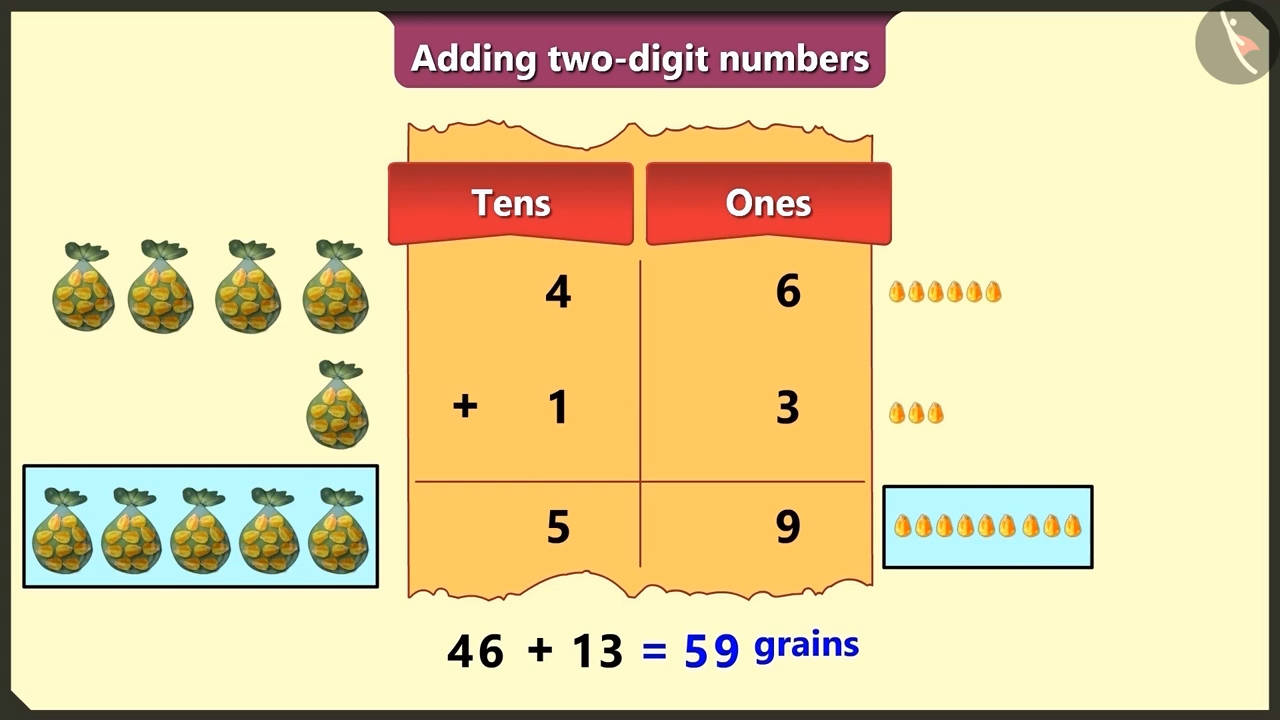 Adding two-digit numbers
Tens Ones
4 6
+ 1 3
5 9
46 + 13 = 59 grains